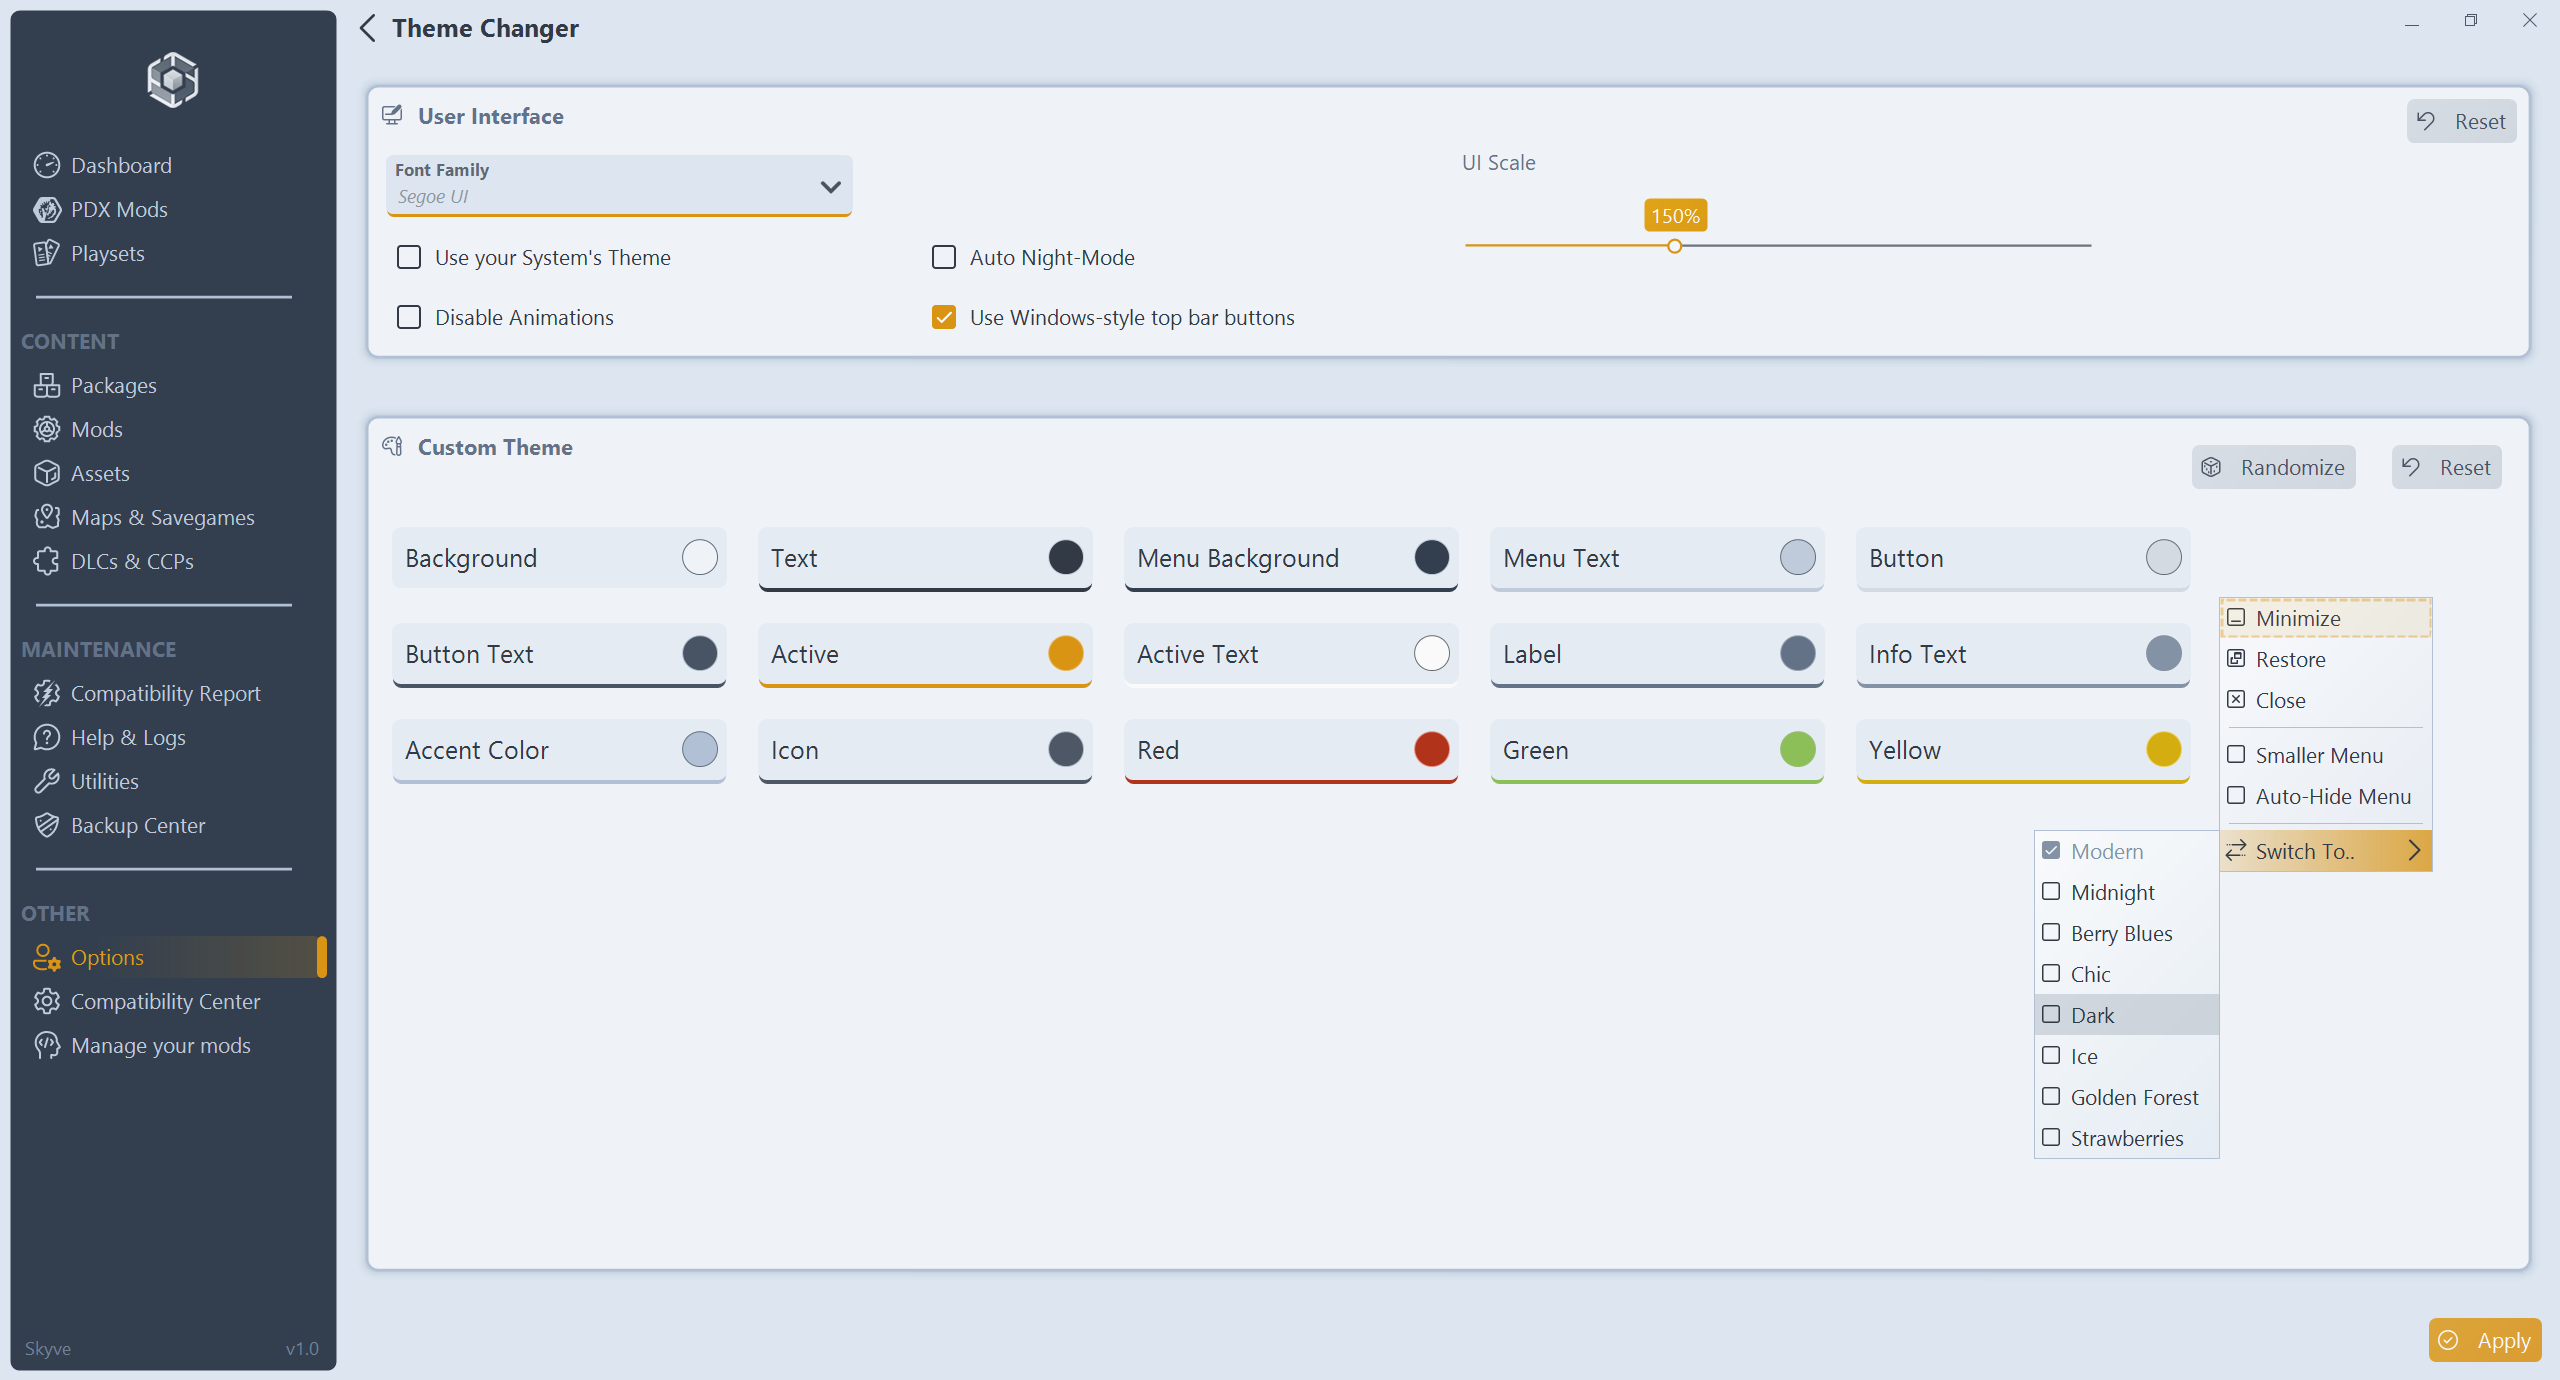 Theme Changer
Dashboard
PDX Mods
Playsets
CONTENT
Packages
Mods
Assets
Maps & Savegames
DLCs & CCPs
MAINTENANCE
Compatibility Report
Help & Logs
Utilities
Backup Center
OTHER
Options
Compatibility Center
Manage your mods
Skyve v1.0
User Interface
Reset
Font Family
Segoe UI
UI Scale
150%
Use your System's Theme
Auto Night-Mode
Disable Animations
Use Windows-style top bar buttons
Custom Theme
Randomize
Reset
Background
Text
Menu Background
Menu Text
Button
Button Text
Active
Active Text
Label
Info Text
Accent Color
Icon
Red
Green
Yellow
Minimize
Restore
Close
Smaller Menu
Auto-Hide Menu
Switch To..
Modern
Midnight
Berry Blues
Chic
Dark
Ice
Golden Forest
Strawberries
Apply